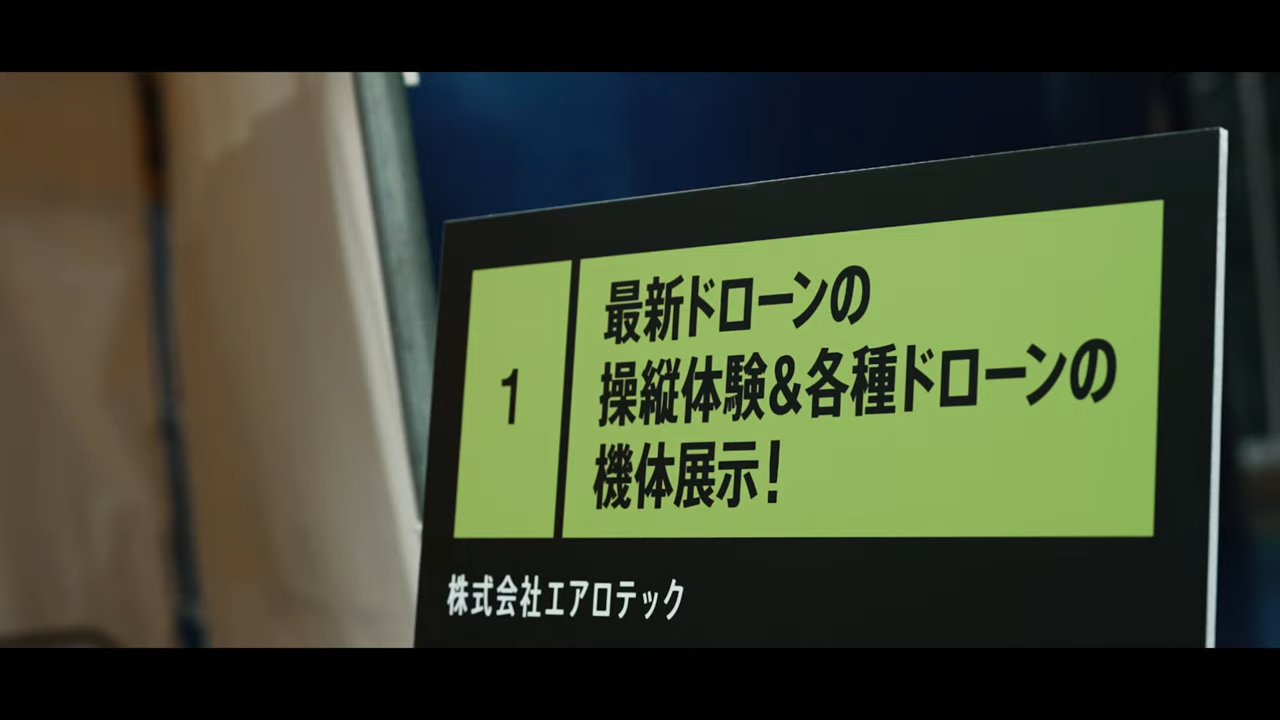 1
最新ドローンの
操縦体験&各種ドローンの
機体展示!
株式会社エアロテック